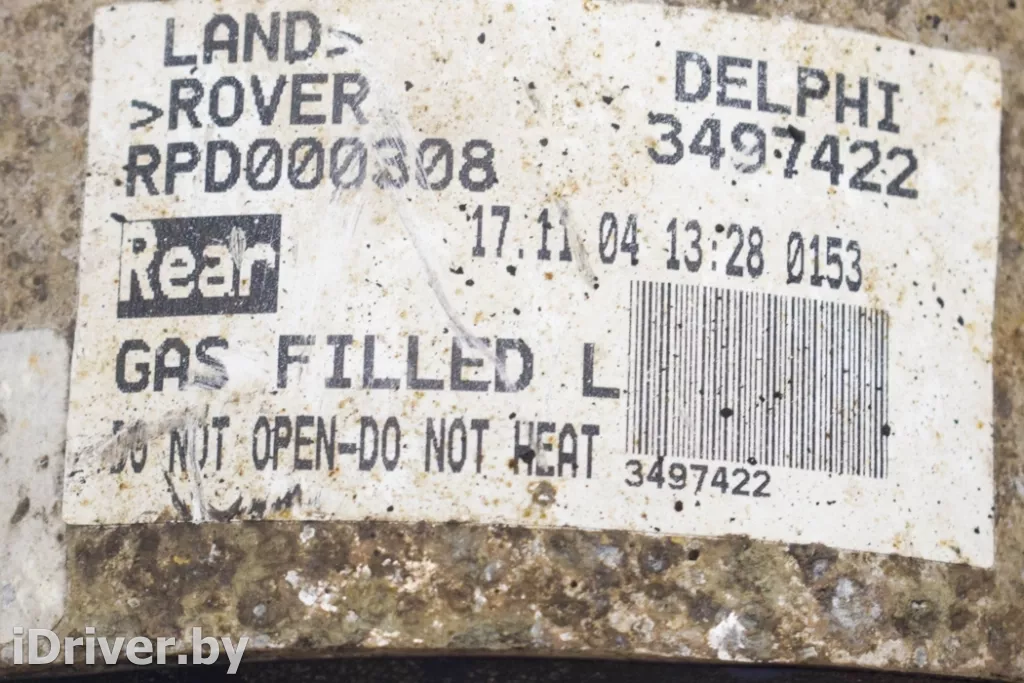 LAND>
>ROVER
RPD000308
DELPHI
3497422
Rear
17.11 04 13:28 0153
GAS FILLED L
DO NOT OPEN-DO NOT HEAT
3497422
iDriver.by